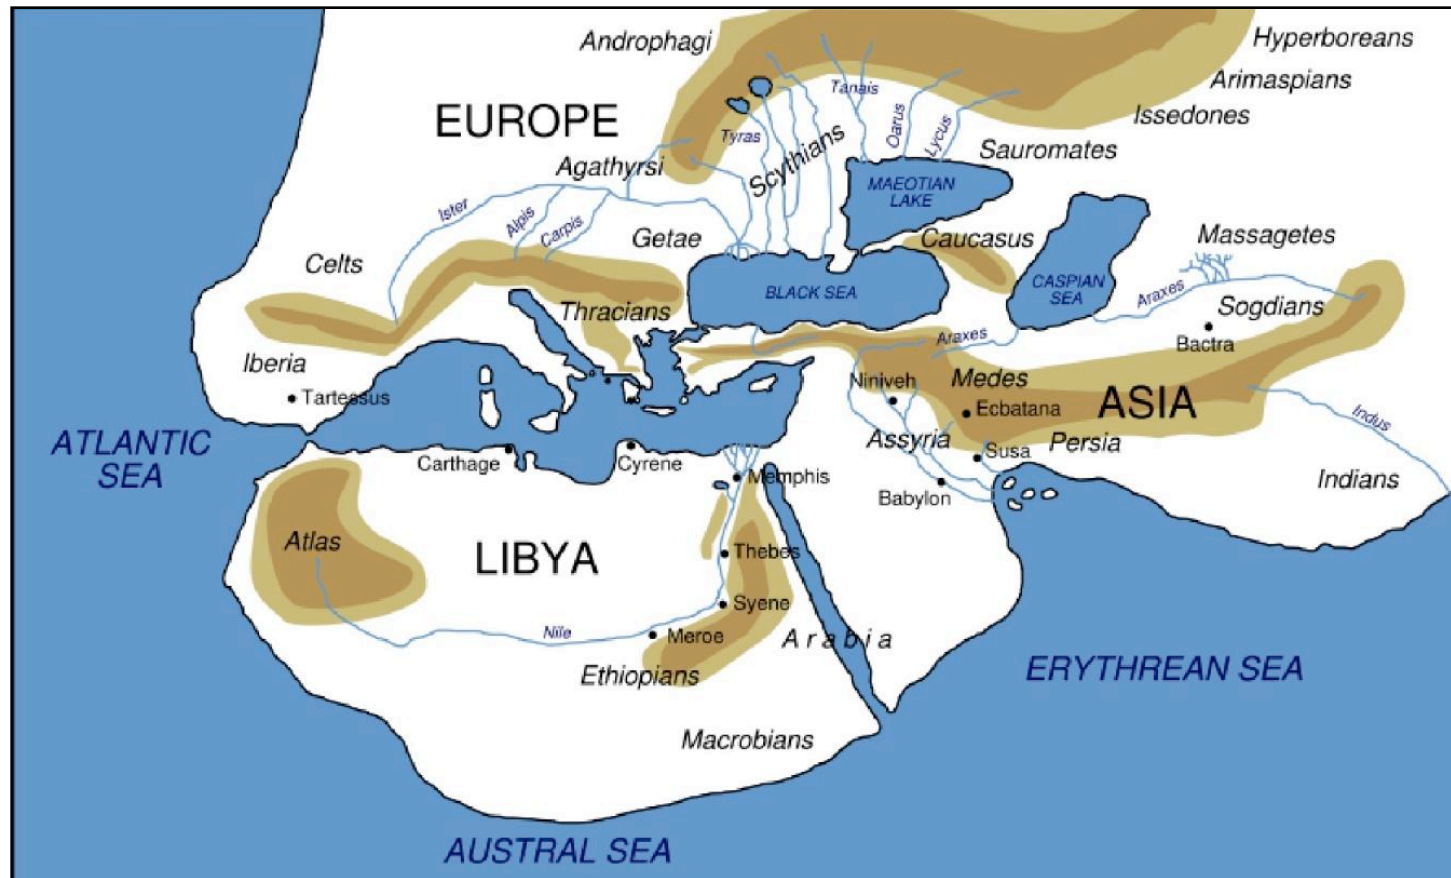 Androphagi
Hyperboreans
Arimaspians
Issedones
EUROPE
Tanais
Oarus
Lycus
Tyras
Scythians
Sauromates
Agathyrsi
MAEOTIAN
LAKE
Ister
Alpis
Carpis
Getae
Caucasus
Massagetes
Celts
BLACK SEA
CASPIAN
SEA
Araxes
Sogdians
Thracians
Araxes
Bactra
Iberia
Tartessus
Niniveh
Medes
Ecbatana
ASIA
Indus
ATLANTIC
SEA
Carthage
Cyrene
Assyria
Susa
Persia
Memphis
Babylon
Indians
Atlas
LIBYA
Thebes
Syene
Nile
Meroe
Arabia
Ethiopians
ERYTHREAN SEA
Macrobians
AUSTRAL SEA